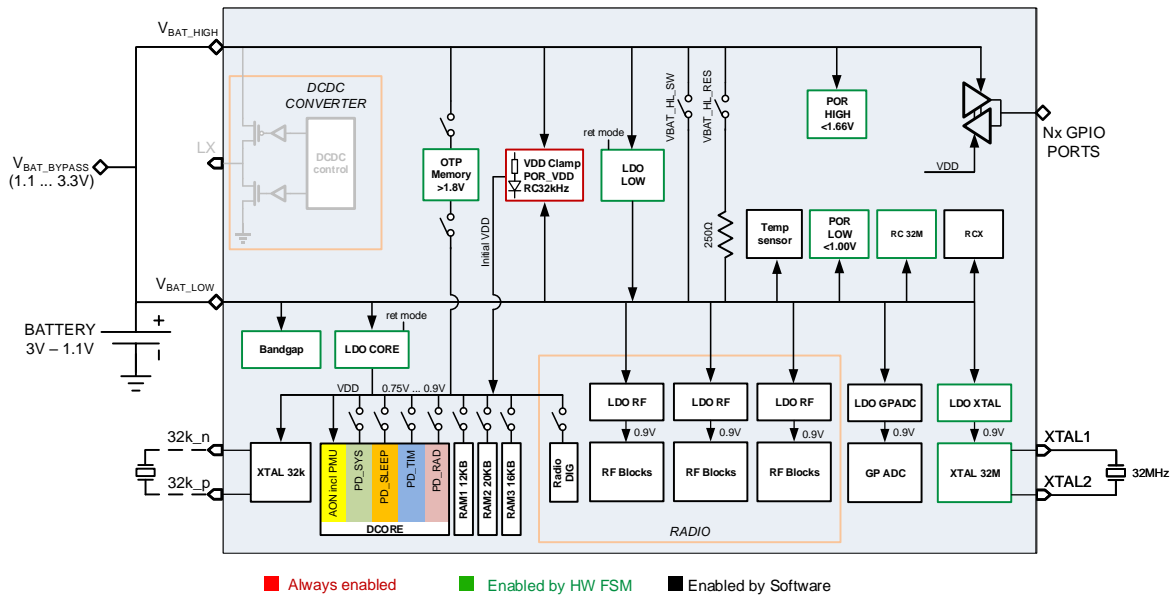 VBAT_HIGH
DCDC
CONVERTER
LX
DCDC
control
VBAT_BYPASS
(1.1 ... 3.3V)
OTP
Memory
>1.8V
VDD Clamp
POR_VDD
RC32kHz
ret mode
LDO
LOW
VBAT_HL_SW
VBAT_HL_RES
POR
HIGH
<1.66V
Nx GPIO
PORTS
VDD
Initial VDD
250Ω
Temp
sensor
POR
LOW
<1.00V
RC 32M
RCX
VBAT_LOW
BATTERY
3V – 1.1V
+
ret mode
Bandgap
LDO CORE
VDD
0.75V ... 0.9V
LDO RF
LDO RF
LDO RF
LDO GPADC
LDO XTAL
0.9V
0.9V
0.9V
0.9V
0.9V
32k_n
32k_p
XTAL 32k
AON incl PMU
PD_SYS
PD_SLEEP
PD_TIM
PD_RAD
DCORE
RAM1 12KB
RAM2 20KB
RAM3 16KB
Radio
DIG
RF Blocks
RF Blocks
RF Blocks
GP ADC
XTAL 32M
XTAL1
XTAL2
32MHz
RADIO
Always enabled
Enabled by HW FSM
Enabled by Software